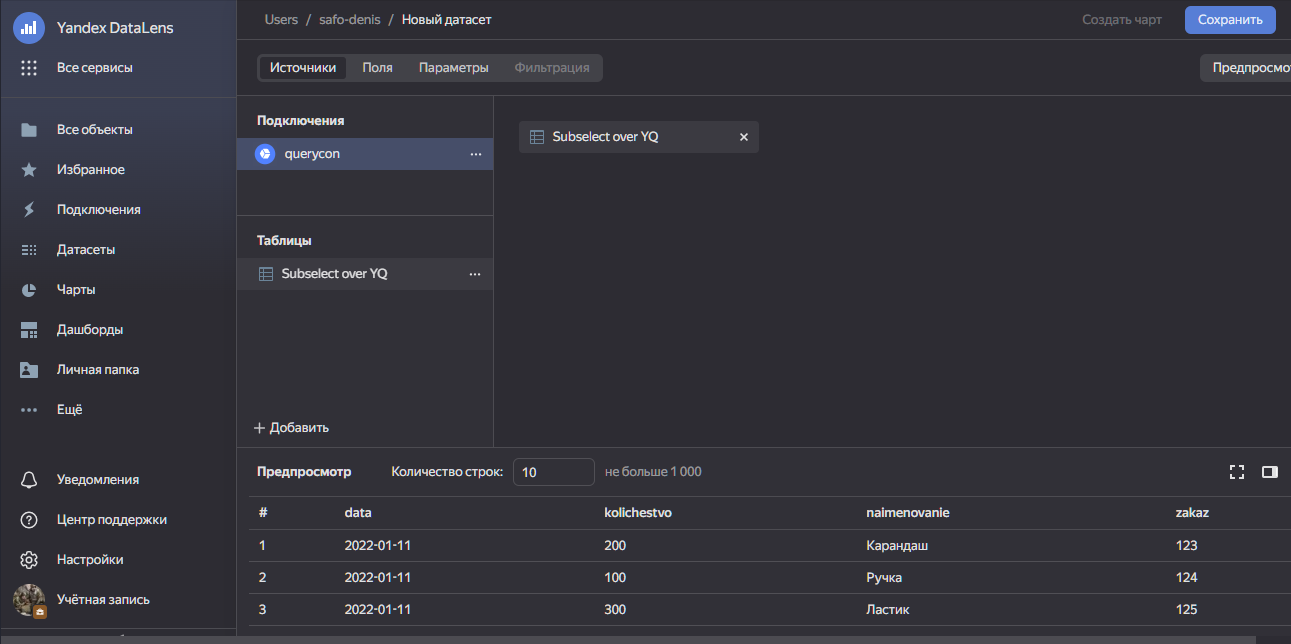 Yandex DataLens
Все сервисы
Все объекты
Избранное
Подключения
Датасеты
Чарты
Дашборды
Личная папка
Ещё
Уведомления
Центр поддержки
Настройки
Учётная запись
Users / safo-denis / Новый датасет
Создать чарт
Сохранить
Источники Поля Параметры Фильтрация
Предпросмот
Подключения
querycon
Таблицы
Subselect over YQ
+ Добавить
Subselect over YQ
Предпросмотр Количество строк: 10 не больше 1 000
# data kolichestvo naimenovanie zakaz
1 2022-01-11 200 Карандаш 123
2 2022-01-11 100 Ручка 124
3 2022-01-11 300 Ластик 125